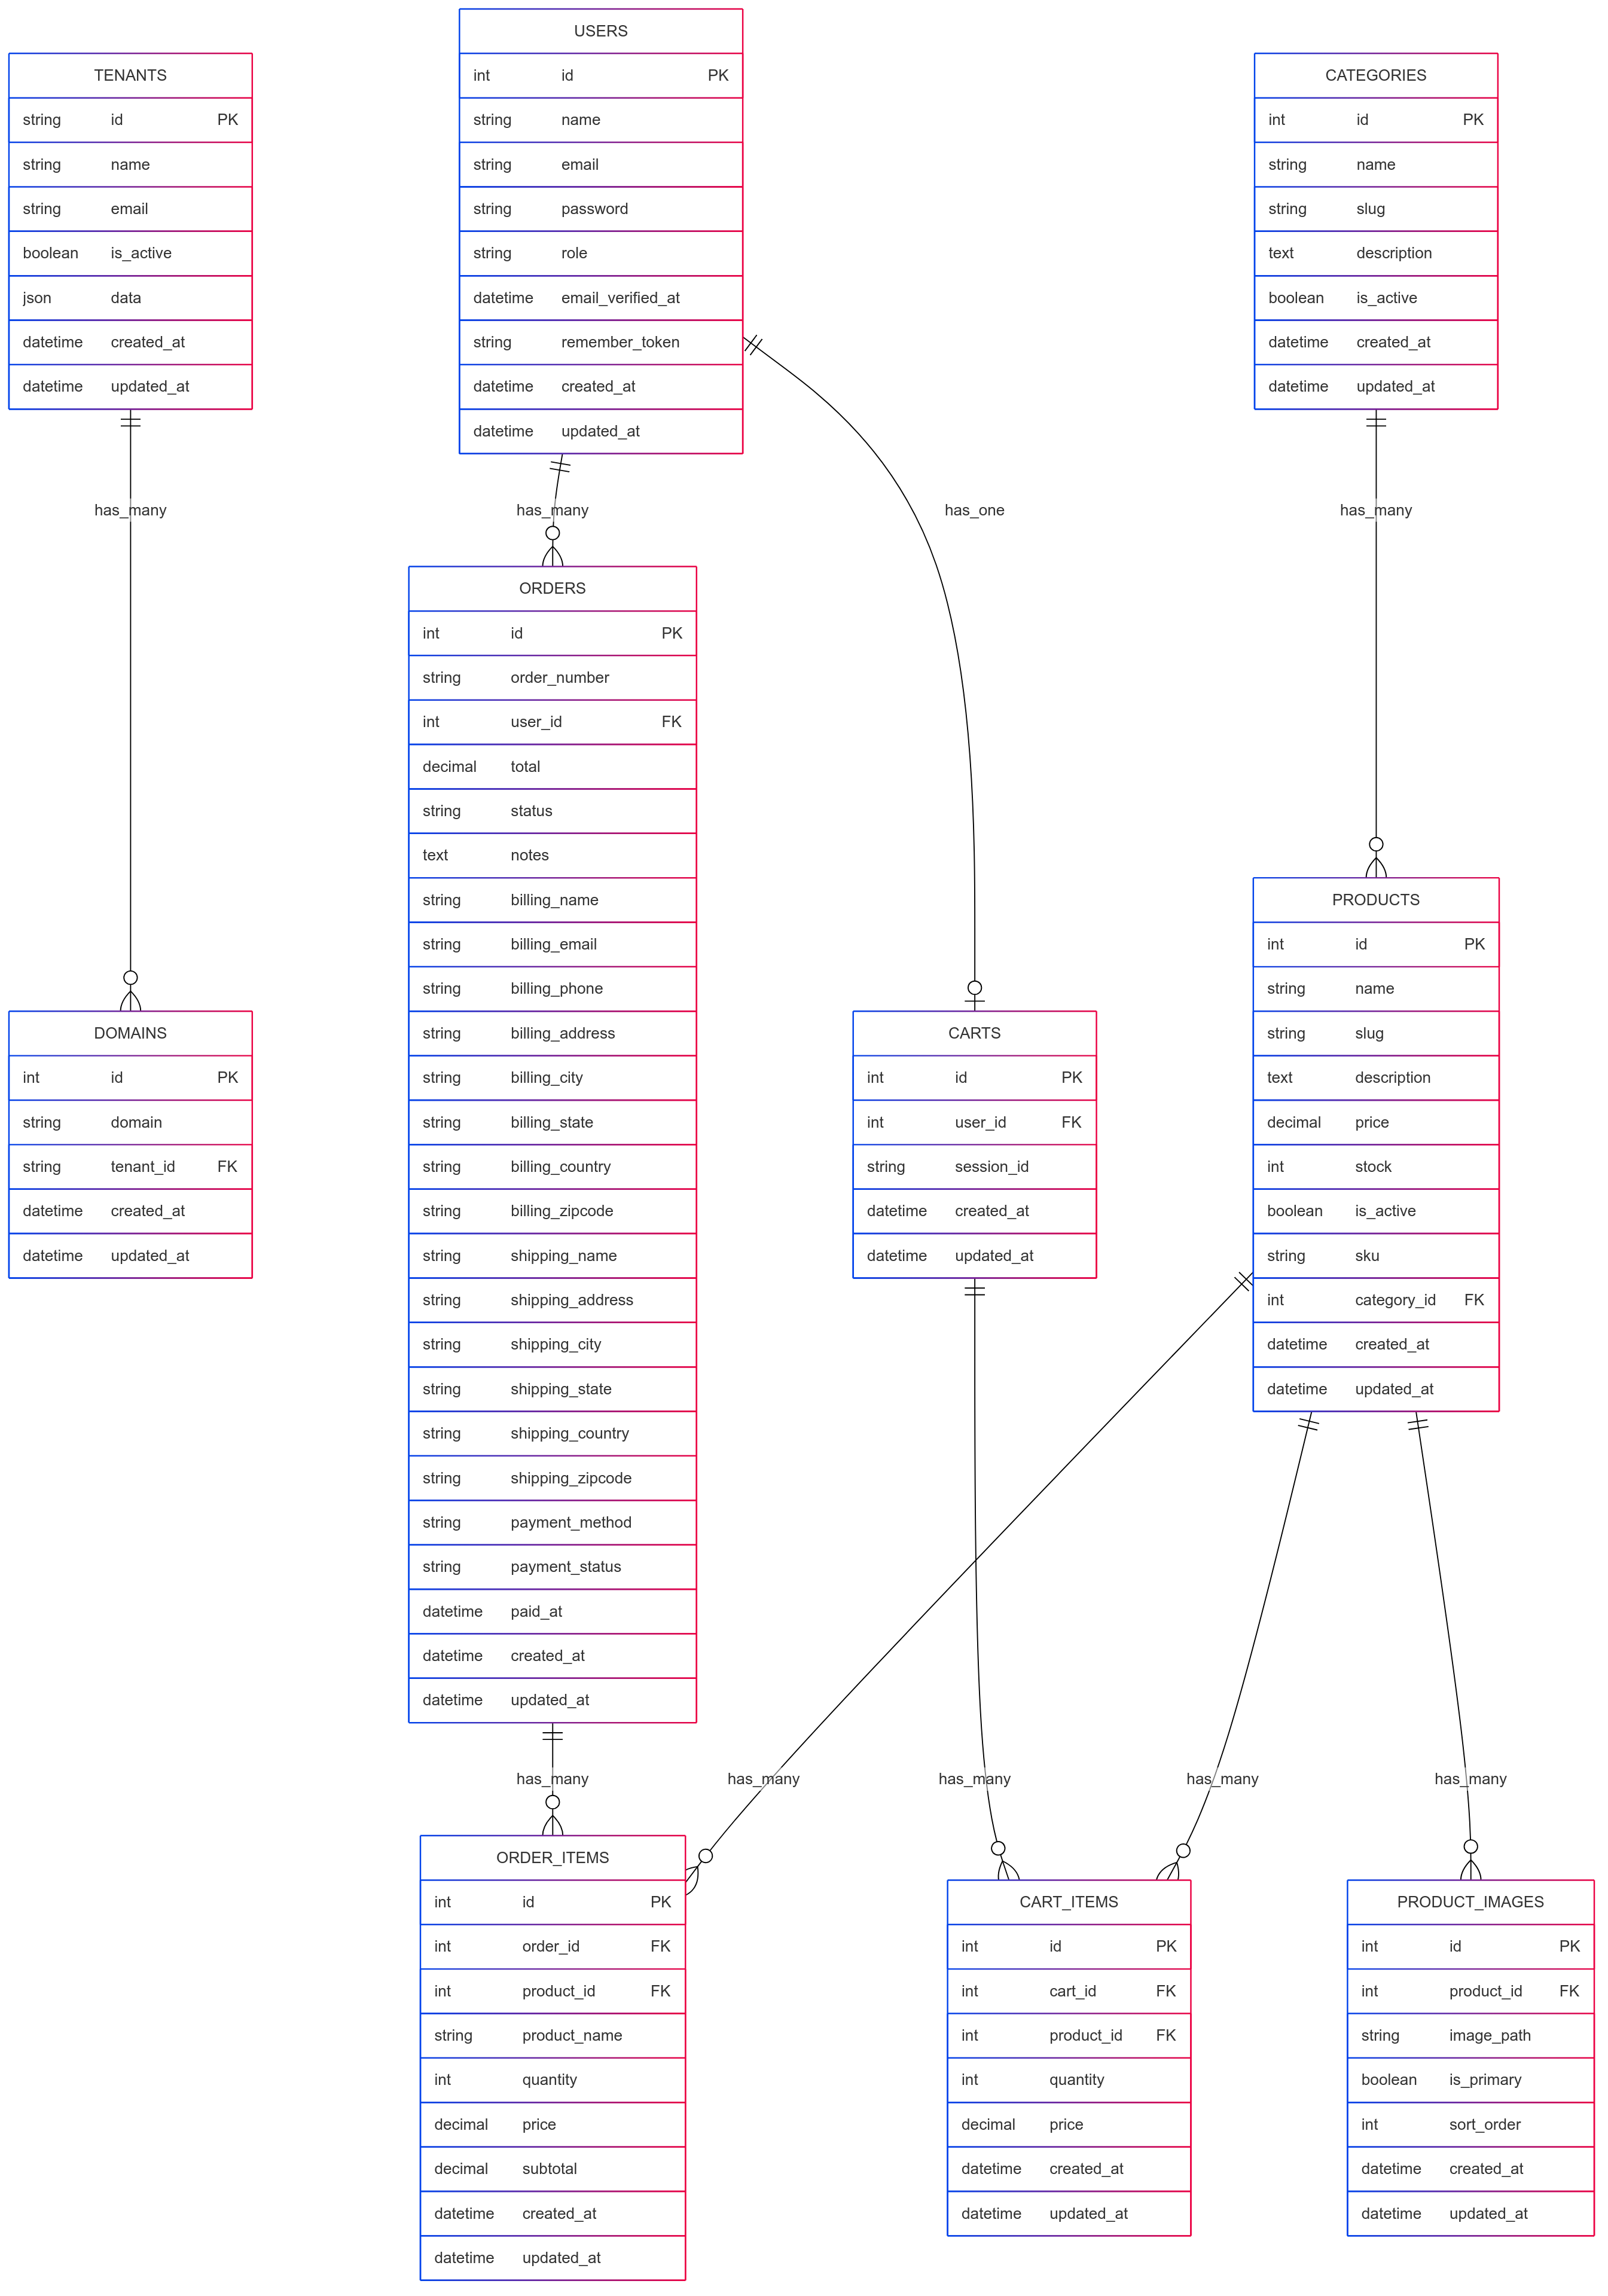 USERS
int id PK
string name
string email
string password
string role
datetime email_verified_at
string remember_token
datetime created_at
datetime updated_at
TENANTS
string id PK
string name
string email
boolean is_active
json data
datetime created_at
datetime updated_at
CATEGORIES
int id PK
string name
string slug
text description
boolean is_active
datetime created_at
datetime updated_at
has_many
has_many
has_one
has_many
ORDERS
int id PK
string order_number
int user_id FK
decimal total
string status
text notes
string billing_name
string billing_email
string billing_phone
string billing_address
string billing_city
string billing_state
string billing_country
string billing_zipcode
string shipping_name
string shipping_address
string shipping_city
string shipping_state
string shipping_country
string shipping_zipcode
string payment_method
string payment_status
datetime paid_at
datetime created_at
datetime updated_at
DOMAINS
int id PK
string domain
string tenant_id FK
datetime created_at
datetime updated_at
CARTS
int id PK
int user_id FK
string session_id
datetime created_at
datetime updated_at
PRODUCTS
int id PK
string name
string slug
text description
decimal price
int stock
boolean is_active
string sku
int category_id FK
datetime created_at
datetime updated_at
has_many
has_many
has_many
has_many
has_many
ORDER_ITEMS
int id PK
int order_id FK
int product_id FK
string product_name
int quantity
decimal price
decimal subtotal
datetime created_at
datetime updated_at
CART_ITEMS
int id PK
int cart_id FK
int product_id FK
int quantity
decimal price
datetime created_at
datetime updated_at
PRODUCT_IMAGES
int id PK
int product_id FK
string image_path
boolean is_primary
int sort_order
datetime created_at
datetime updated_at